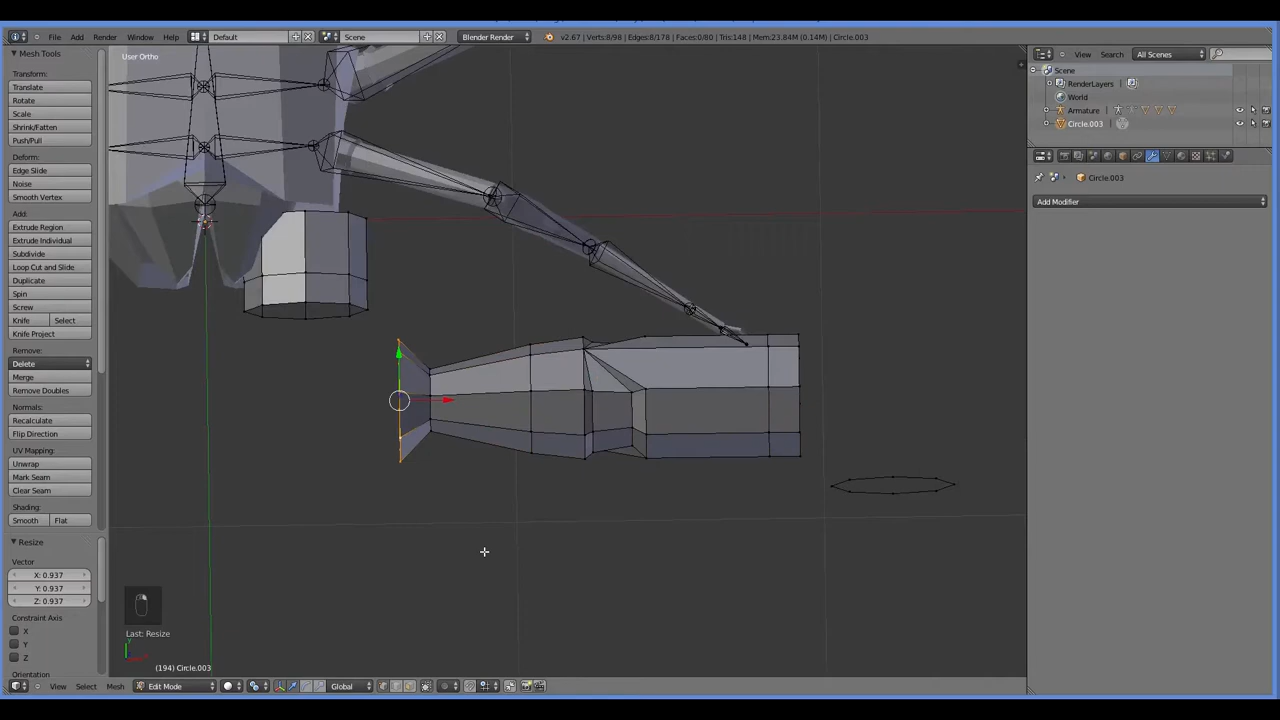 File Add Render Window Help Default Scene Blender Render v2.67 | Verts:8/98 | Edges:8/178 | Faces:0/80 | Tris:148 | Mem:23.84M (0.14M) | Circle.003
Mesh Tools
User Ortho
View Search All Scenes
Transform:
Scene
Translate
RenderLayers
Rotate
World
Scale
Armature
Shrink/Fatten
Circle.003
Push/Pull
Deform:
Edge Slide
Circle.003
Noise
Smooth Vertex
Add Modifier
Add:
Extrude Region
Extrude Individual
Subdivide
Loop Cut and Slide
Duplicate
Spin
Screw
Knife Select
Knife Project
Remove:
Delete
Merge
Remove Doubles
Normals:
Recalculate
Flip Direction
UV Mapping:
Unwrap
Mark Seam
Clear Seam
Shading:
Smooth Flat
Resize
Vector
X: 0.937
Y: 0.937
Z: 0.937
Constraint Axis
X
Y
Z
Orientation
Last: Resize
(194) Circle.003
View Select Mesh Edit Mode Global